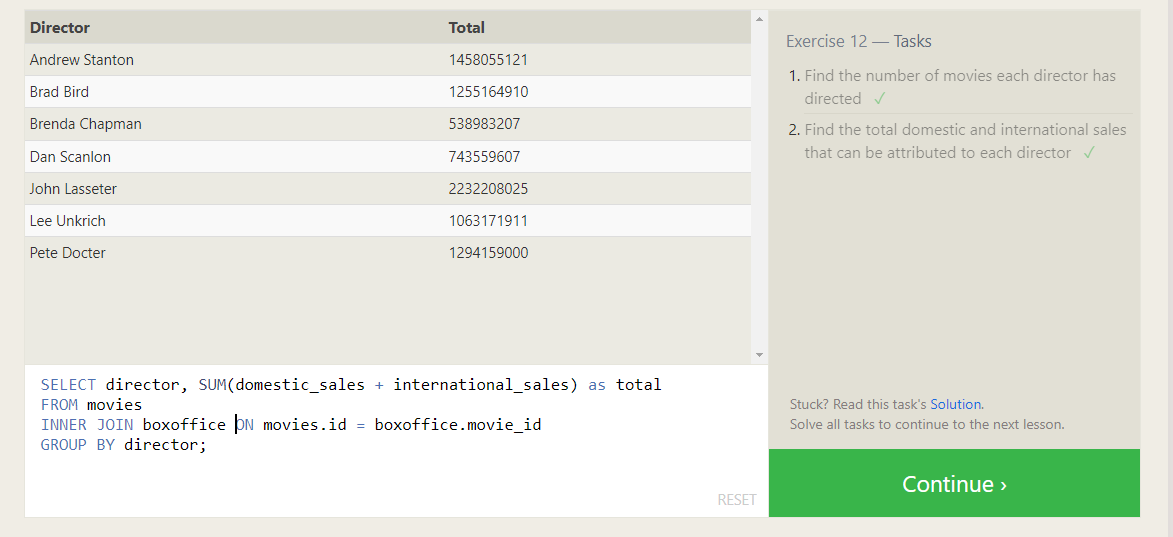 Director Total
Andrew Stanton 1458055121
Brad Bird 1255164910
Brenda Chapman 538983207
Dan Scanlon 743559607
John Lasseter 2232208025
Lee Unkrich 1063171911
Pete Docter 1294159000
SELECT director, SUM(domestic_sales + international_sales) as total
FROM movies
INNER JOIN boxoffice ON movies.id = boxoffice.movie_id
GROUP BY director;
RESET
Exercise 12 — Tasks
1. Find the number of movies each director has
directed ✓
2. Find the total domestic and international sales
that can be attributed to each director ✓
Stuck? Read this task's Solution.
Solve all tasks to continue to the next lesson.
Continue ›